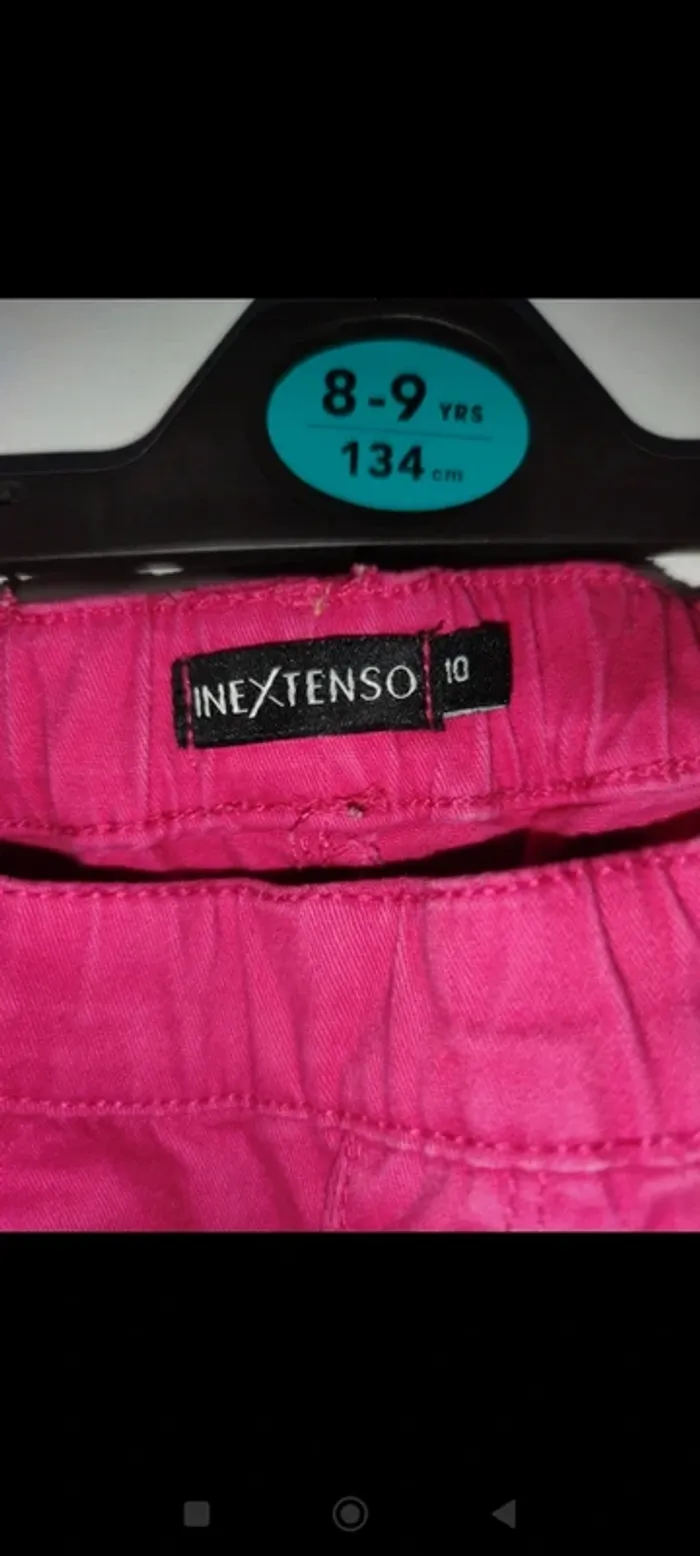 8-9 YRS
134 cm
INEXTENSO 10